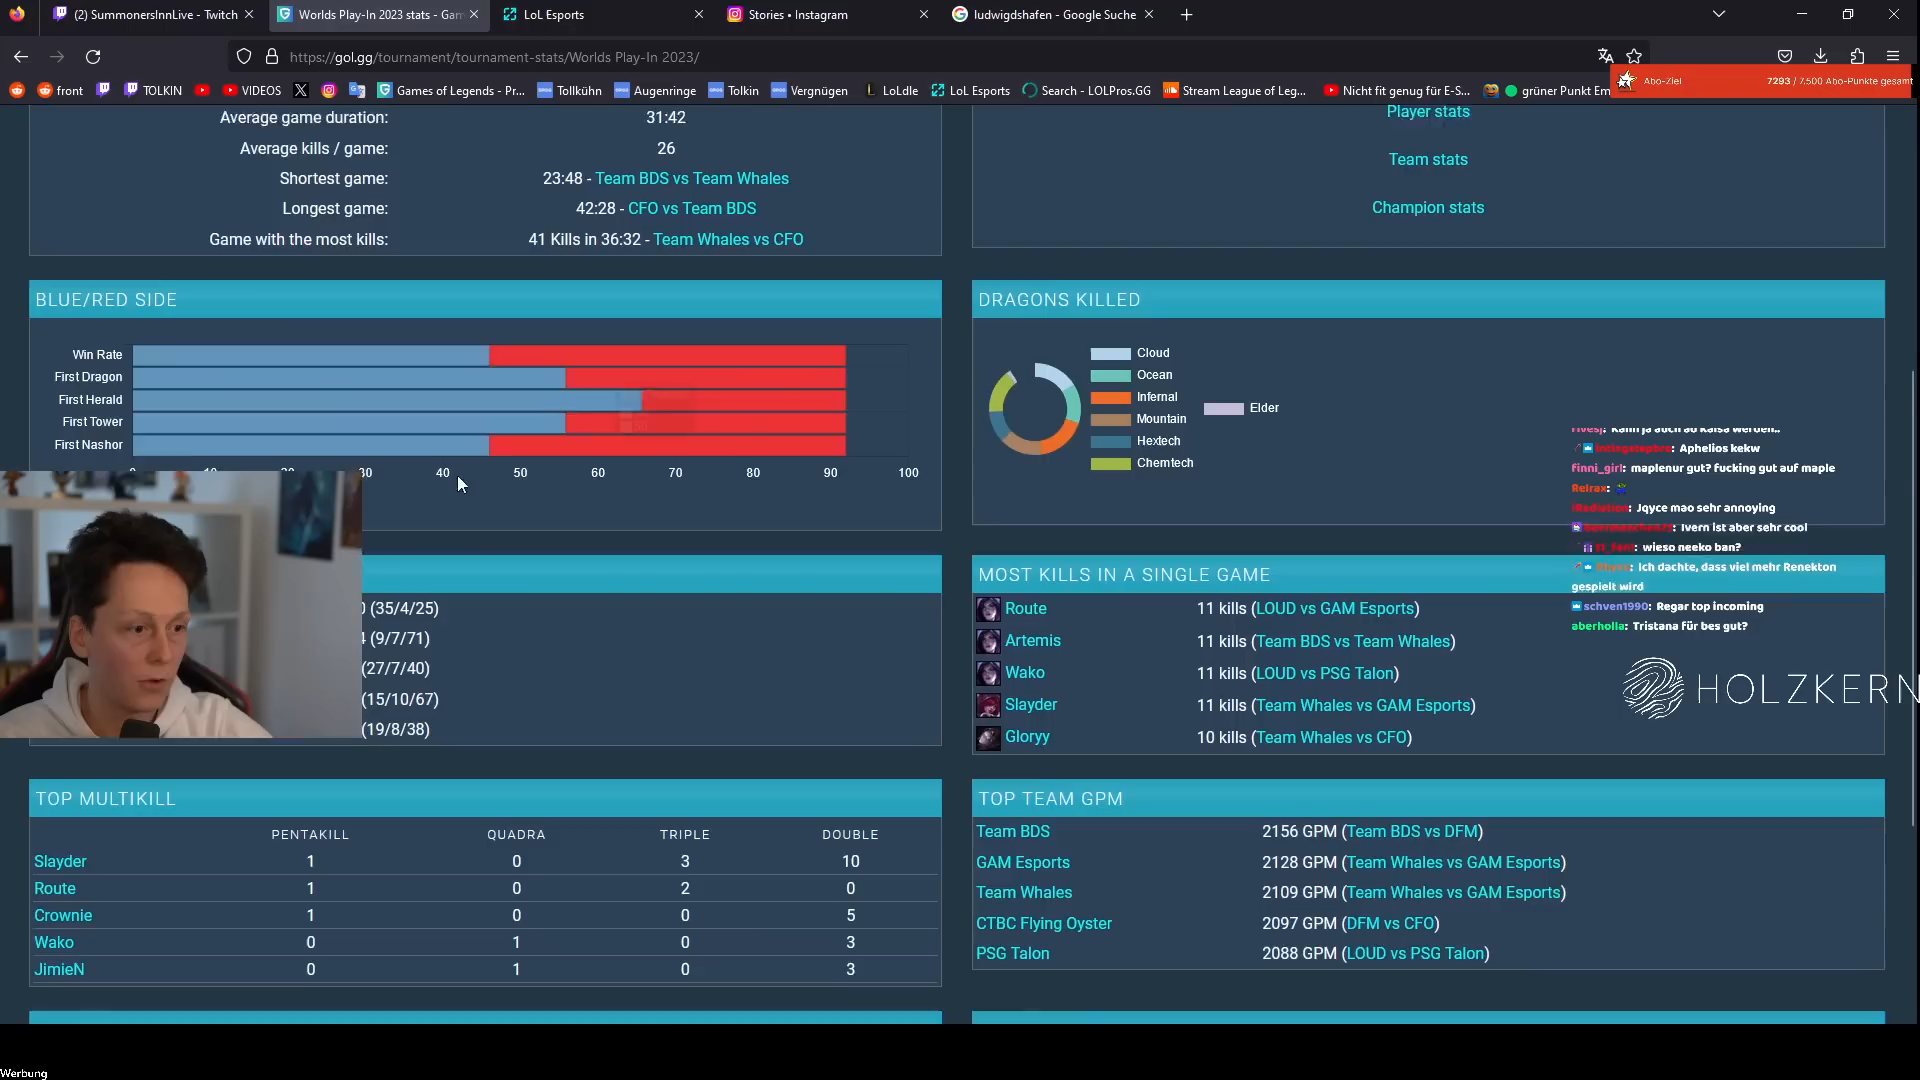 (2) SummonersInnLive - Twitch
Worlds Play-In 2023 stats - Gam
LoL Esports
Stories • Instagram
ludwigdshafen - Google Suche
https://gol.gg/tournament/tournament-stats/Worlds Play-In 2023/
front
TOLKIN
VIDEOS
Games of Legends - Pr...
Tollkühn
Augenringe
Tolkin
Vergnügen
LoLdle
LoL Esports
Search - LOLPros.GG
Stream League of Leg...
Nicht fit genug für E-S...
grüner Punkt Em
Abo-Ziel
7293 / 7.500 Abo-Punkte gesamt
Average game duration: 31:42
Average kills / game: 26
Shortest game: 23:48 - Team BDS vs Team Whales
Longest game: 42:28 - CFO vs Team BDS
Game with the most kills: 41 Kills in 36:32 - Team Whales vs CFO
Player stats
Team stats
Champion stats
BLUE/RED SIDE
Win Rate
First Dragon
First Herald
First Tower
First Nashor
40 50 60 70 80 90 100
DRAGONS KILLED
Cloud
Ocean
Infernal
Mountain
Hextech
Chemtech
Elder
(35/4/25)
(9/7/71)
(27/7/40)
(15/10/67)
(19/8/38)
MOST KILLS IN A SINGLE GAME
Route 11 kills (LOUD vs GAM Esports)
Artemis 11 kills (Team BDS vs Team Whales)
Wako 11 kills (LOUD vs PSG Talon)
Slayder 11 kills (Team Whales vs GAM Esports)
Gloryy 10 kills (Team Whales vs CFO)
Aphelios kekw
finni_girl: maplenur gut? fucking gut auf maple
Relrax:
Jqyce mao sehr annoying
Ivern ist aber sehr cool
wieso neeko ban?
Ich dachte, dass viel mehr Renekton
gespielt wird
schven1990: Regar top incoming
aberholla: Tristana für bes gut?
HOLZKERN
TOP MULTIKILL
PENTAKILL QUADRA TRIPLE DOUBLE
Slayder 1 0 3 10
Route 1 0 2 0
Crownie 1 0 0 5
Wako 0 1 0 3
JimieN 0 1 0 3
TOP TEAM GPM
Team BDS 2156 GPM (Team BDS vs DFM)
GAM Esports 2128 GPM (Team Whales vs GAM Esports)
Team Whales 2109 GPM (Team Whales vs GAM Esports)
CTBC Flying Oyster 2097 GPM (DFM vs CFO)
PSG Talon 2088 GPM (LOUD vs PSG Talon)
Werbung